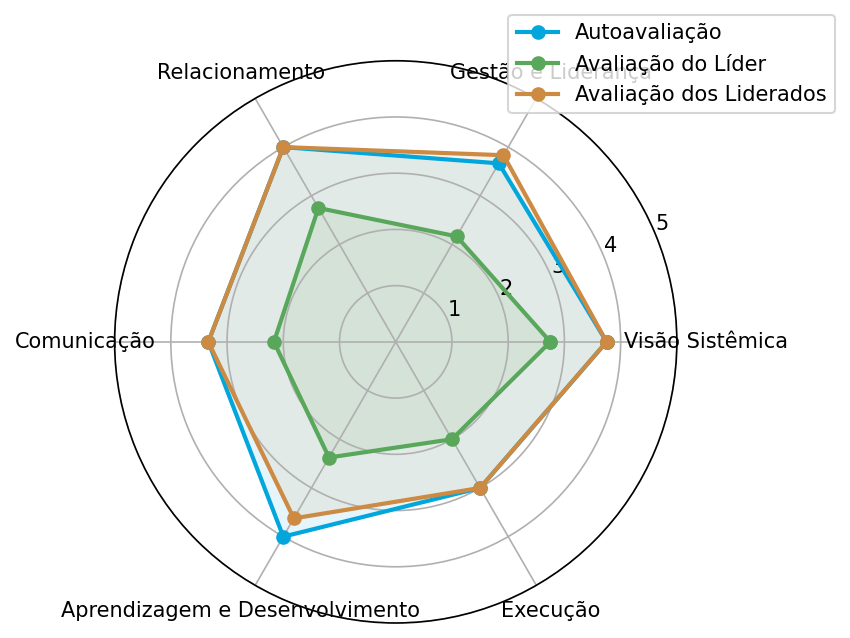 Autoavaliação
Avaliação do Líder
Avaliação dos Liderados
Relacionamento
Gestão e Liderança
5
4
3
2
1
Comunicação
Visão Sistêmica
Aprendizagem e Desenvolvimento
Execução